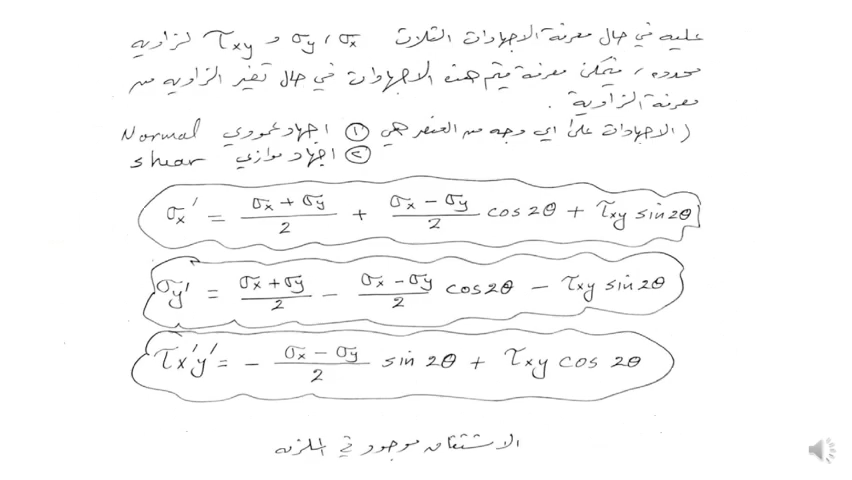 عليه في حال معرفة الاجهادات الثلاث σx ، σy و τxy لزاويه
محدده ، يمكن معرفة قيم هذه الاجهادات في حال تغير الزاويه من
معرفة الزاوية .
( الاجهادات على اي وجه من العنصر هي ① اجهاد عمودي Normal
② اجهاد موازي shear
σx' = (σx + σy)/2 + (σx - σy)/2 cos 2θ + τxy sin 2θ
σy' = (σx + σy)/2 - (σx - σy)/2 cos 2θ - τxy sin 2θ
τx'y' = - (σx - σy)/2 sin 2θ + τxy cos 2θ
الاشتقاق موجود في الملزمه